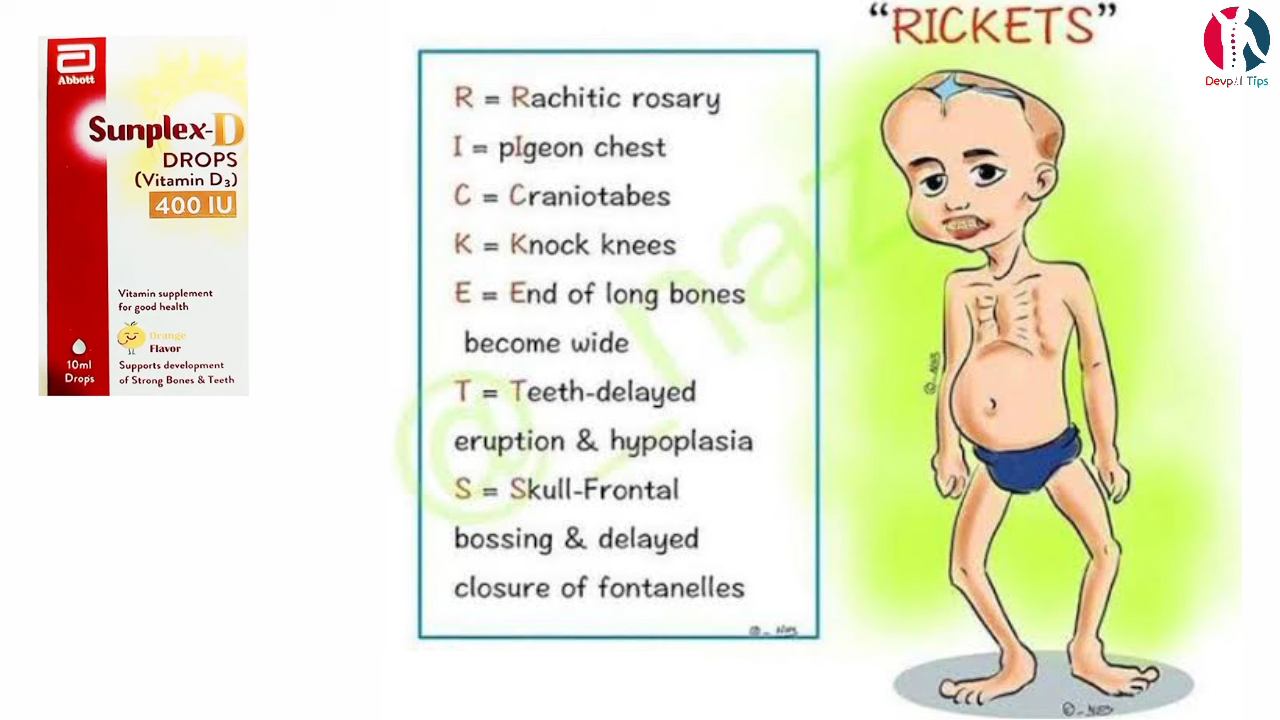 Abbott
Sunplex-D
DROPS
(Vitamin D₃)
400 IU
Vitamin supplement
for good health
Orange
Flavor
Supports development
of Strong Bones & Teeth
10ml
Drops
“RICKETS”
R = Rachitic rosary
I = pIgeon chest
C = Craniotabes
K = Knock knees
E = End of long bones
become wide
T = Teeth-delayed
eruption & hypoplasia
S = Skull-Frontal
bossing & delayed
closure of fontanelles
@_naz
Tips